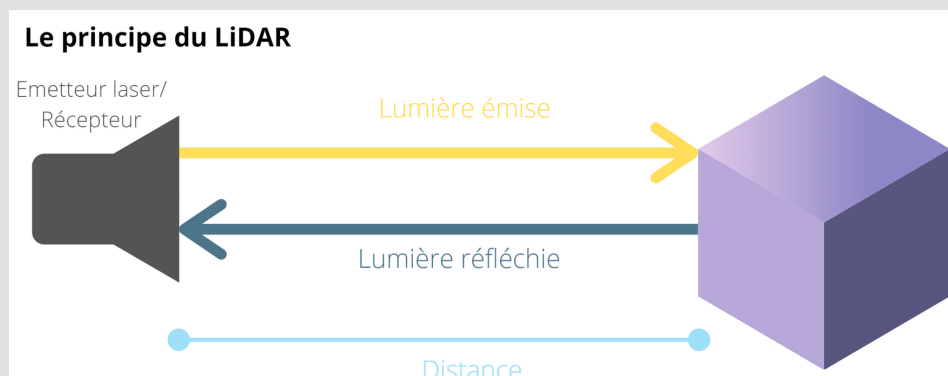 Le principe du LiDAR
Emetteur laser/
Récepteur
Lumière émise
Lumière réfléchie
Distance